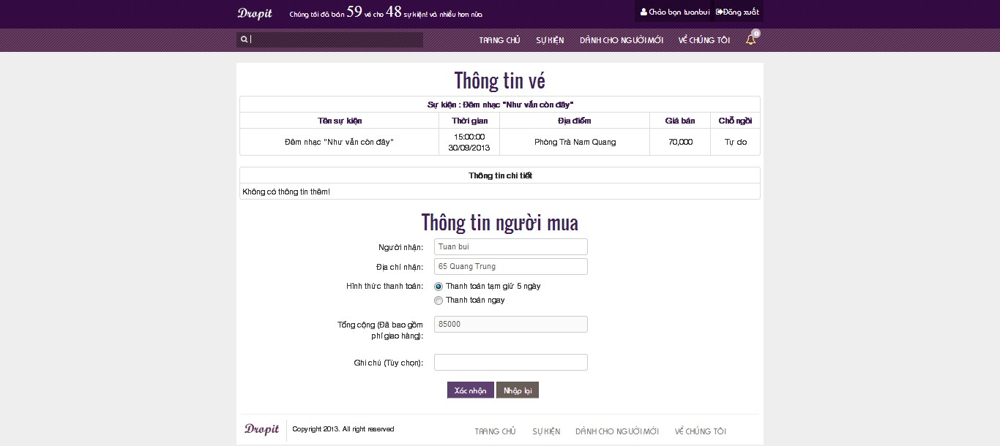 Dropit Chúng tôi đã bán 59 vé cho 48 sự kiện! và nhiều hơn nữa Chào bạn tuanbui Đăng xuất
TRANG CHỦ SỰ KIỆN DÀNH CHO NGƯỜI MỚI VỀ CHÚNG TÔI 0
Thông tin vé
Sự kiện : Đêm nhạc "Như vẫn còn đây"
Tên sự kiện Thời gian Địa điểm Giá bán Chỗ ngồi
Đêm nhạc "Như vẫn còn đây" 15:00:00 30/09/2013 Phòng Trà Nam Quang 70,000 Tự do
Thông tin chi tiết
Không có thông tin thêm!
Thông tin người mua
Người nhận: Tuan bui
Địa chỉ nhận: 65 Quang Trung
Hình thức thanh toán: Thanh toán tạm giữ 5 ngày
Thanh toán ngay
Tổng cộng (Đã bao gồm 85000
phí giao hàng):
Ghi chú (Tùy chọn):
Xác nhận Nhập lại
Dropit Copyright 2013. All right reserved TRANG CHỦ SỰ KIỆN DÀNH CHO NGƯỜI MỚI VỀ CHÚNG TÔI